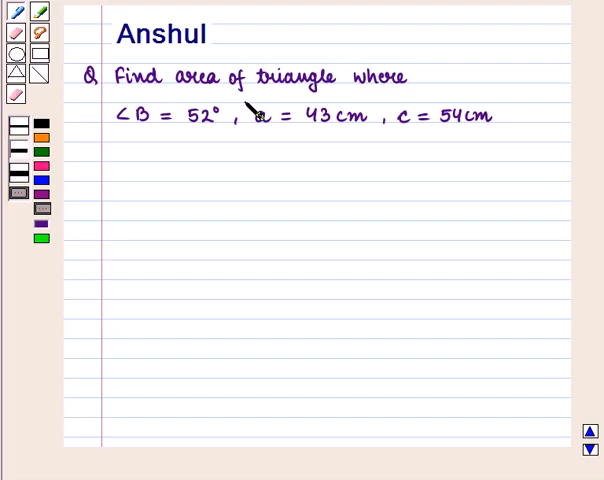 Anshul
Q Find area of triangle where
∠B = 52° , a = 43 cm , c = 54 cm